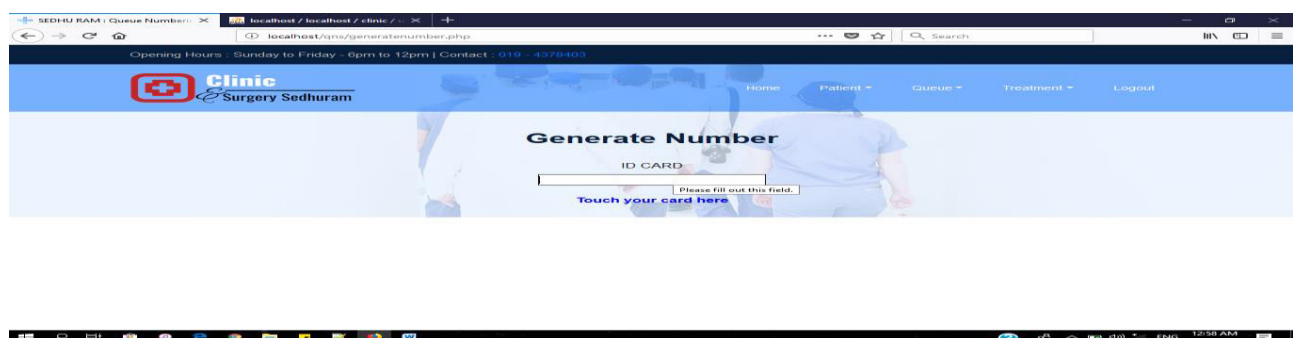 SEDHU RAM : Queue Number
localhost / localhost / clinic /
localhost/qns/generatenumber.php
Search
Opening Hours : Sunday to Friday - 6pm to 12pm | Contact : 019 - 4378403
Clinic
& Surgery Sedhuram
Home Patient Queue Treatment Logout
Generate Number
ID CARD
Please fill out this field.
Touch your card here
ENG 12:58 AM